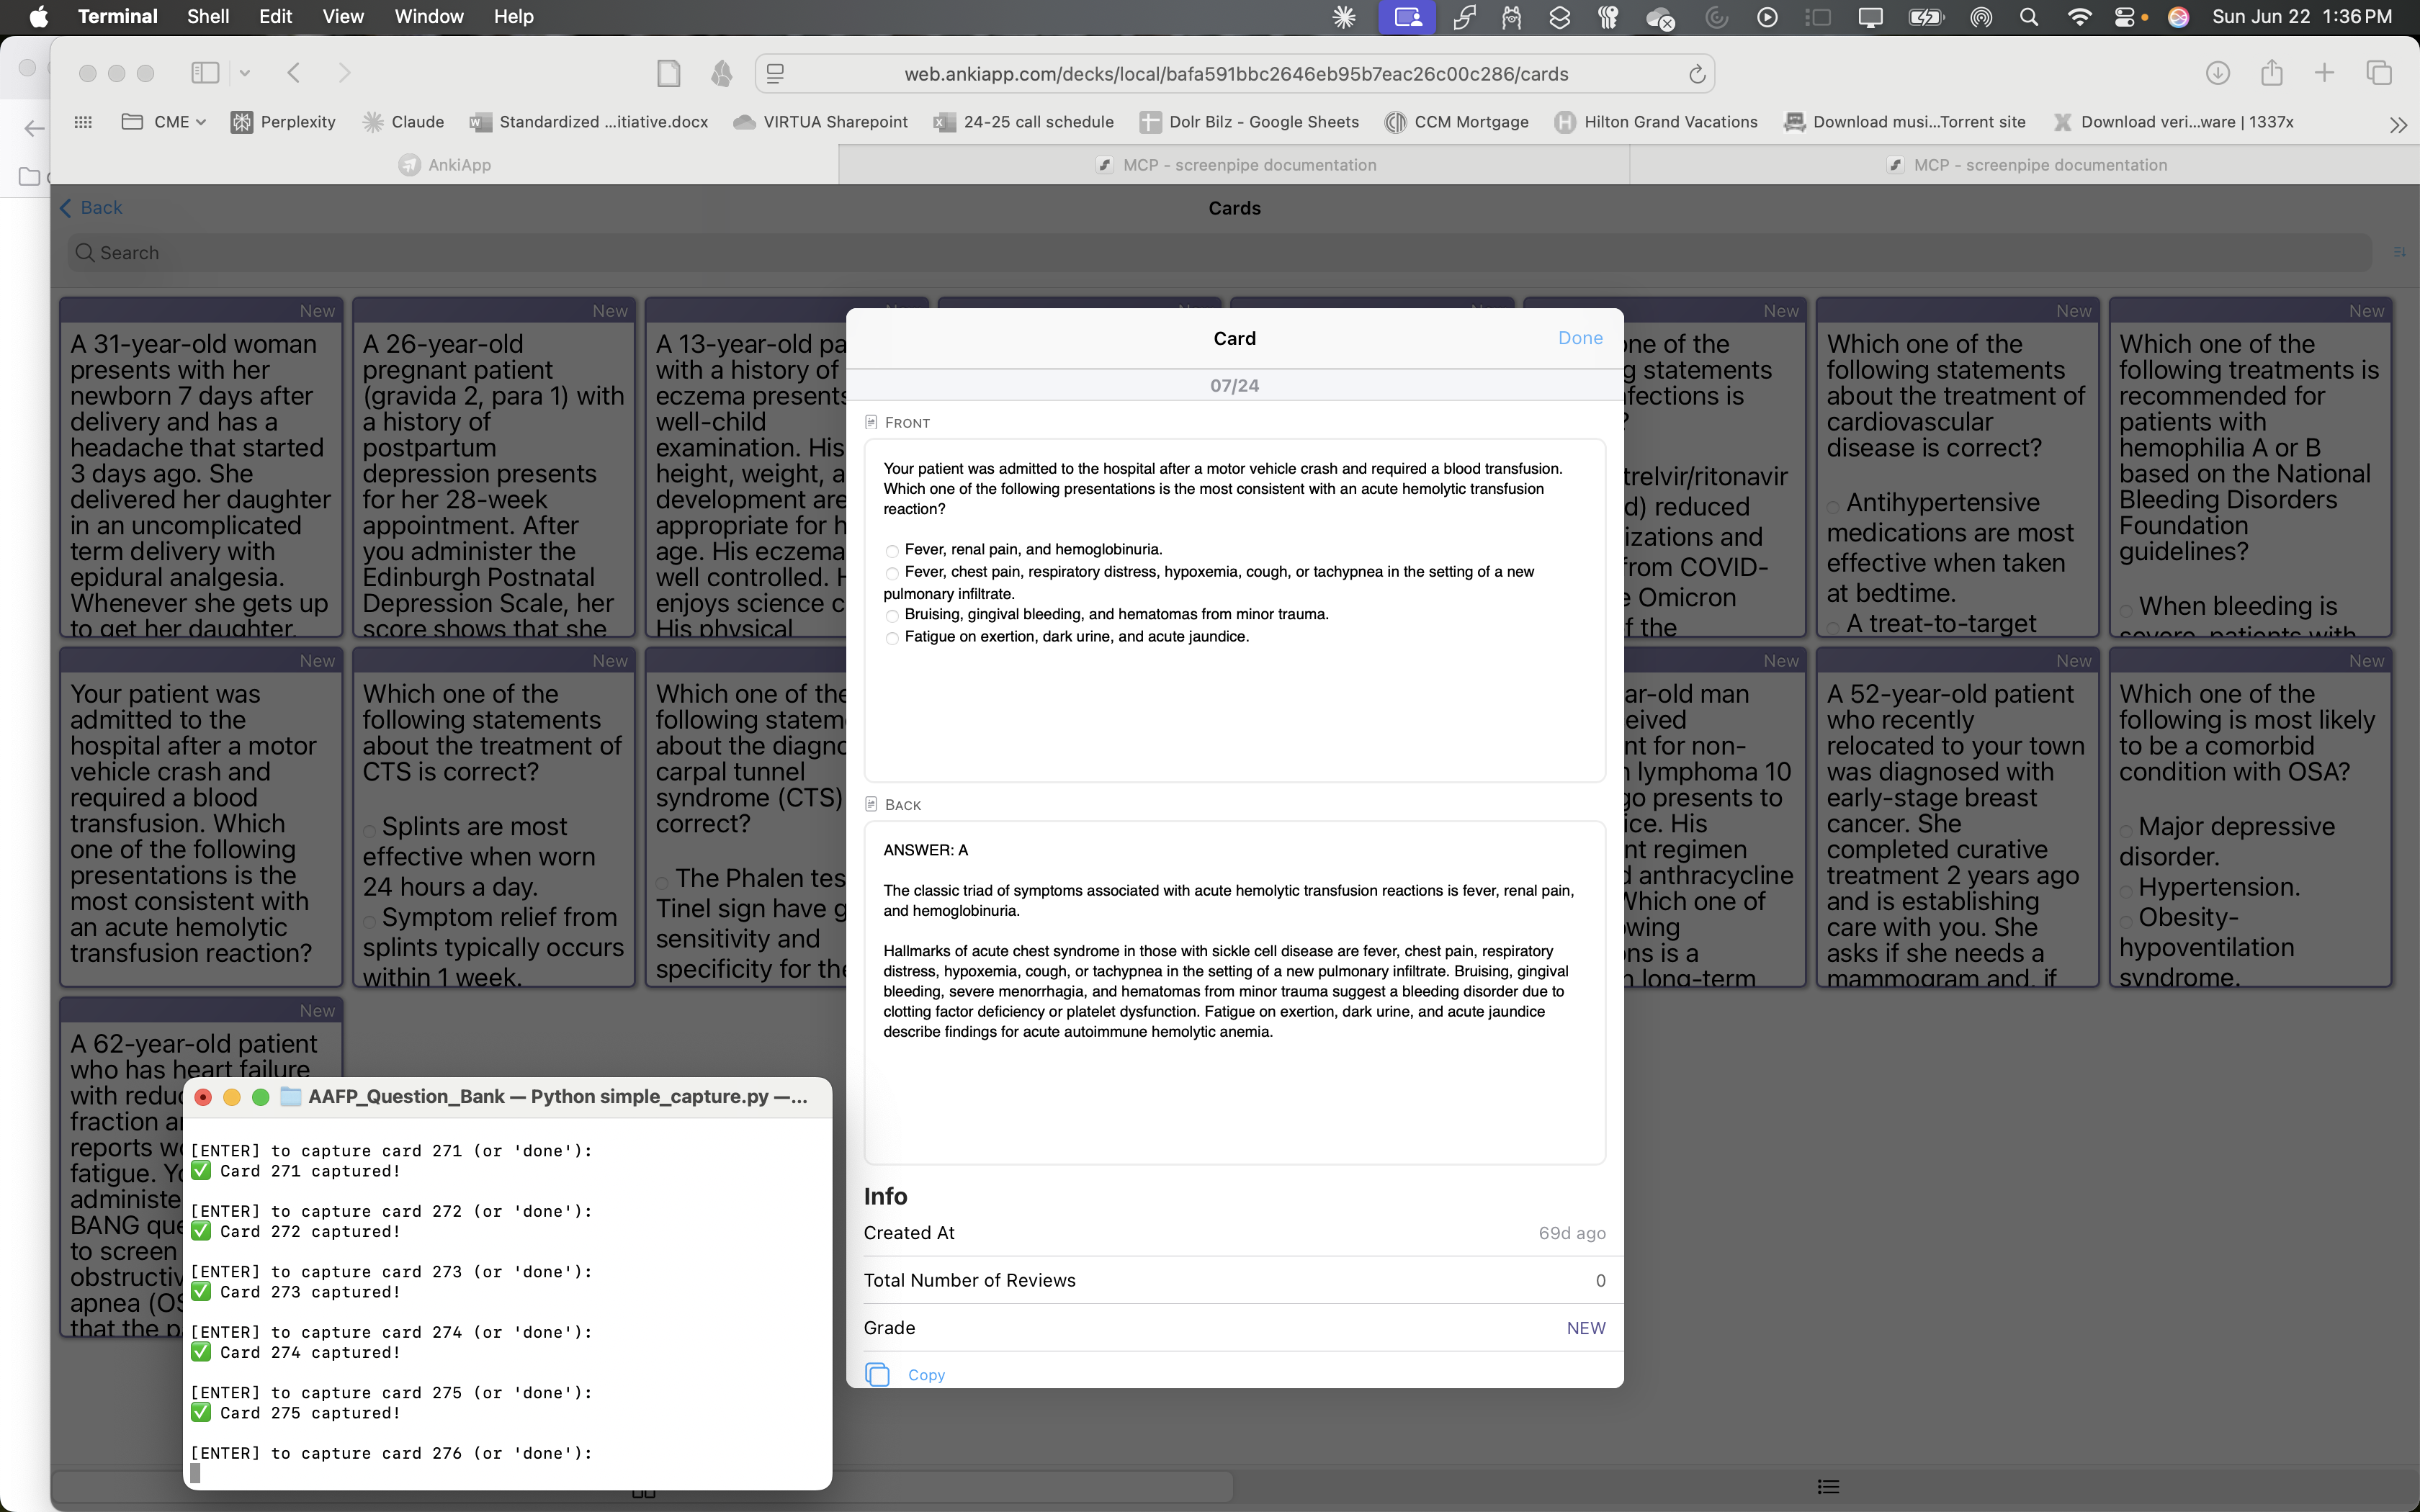 Terminal Shell Edit View Window Help
Sun Jun 22 1:36 PM
web.ankiapp.com/decks/local/bafa591bbc2646eb95b7eac26c00c286/cards
CME Perplexity Claude Standardized ...itiative.docx VIRTUA Sharepoint 24-25 call schedule Dolr Bilz - Google Sheets CCM Mortgage Hilton Grand Vacations Download musi...Torrent site Download veri...ware | 1337x
AnkiApp MCP - screenpipe documentation MCP - screenpipe documentation
Back
Cards
Search
New
A 31-year-old woman
presents with her
newborn 7 days after
delivery and has a
headache that started
3 days ago. She
delivered her daughter
in an uncomplicated
term delivery with
epidural analgesia.
Whenever she gets up
to get her daughter,
New
A 26-year-old
pregnant patient
(gravida 2, para 1) with
a history of
postpartum
depression presents
for her 28-week
appointment. After
you administer the
Edinburgh Postnatal
Depression Scale, her
score shows that she
A 13-year-old pa
with a history of
eczema presents
well-child
examination. His
height, weight, a
development are
appropriate for h
age. His eczema
well controlled. H
enjoys science c
His physical
New
ne of the
g statements
fections is
?
trelvir/ritonavir
d) reduced
izations and
from COVID-
e Omicron
f the
New
Which one of the
following statements
about the treatment of
cardiovascular
disease is correct?
Antihypertensive
medications are most
effective when taken
at bedtime.
A treat-to-target
New
Which one of the
following treatments is
recommended for
patients with
hemophilia A or B
based on the National
Bleeding Disorders
Foundation
guidelines?
When bleeding is
severe, patients with
New
Your patient was
admitted to the
hospital after a motor
vehicle crash and
required a blood
transfusion. Which
one of the following
presentations is the
most consistent with
an acute hemolytic
transfusion reaction?
New
Which one of the
following statements
about the treatment of
CTS is correct?
Splints are most
effective when worn
24 hours a day.
Symptom relief from
splints typically occurs
within 1 week.
Which one of the
following statem
about the diagno
carpal tunnel
syndrome (CTS)
correct?
The Phalen tes
Tinel sign have g
sensitivity and
specificity for the
New
ar-old man
eived
nt for non-
n lymphoma 10
go presents to
ice. His
nt regimen
d anthracycline
Which one of
wing
ns is a
n long-term
New
A 52-year-old patient
who recently
relocated to your town
was diagnosed with
early-stage breast
cancer. She
completed curative
treatment 2 years ago
and is establishing
care with you. She
asks if she needs a
mammogram and, if
New
Which one of the
following is most likely
to be a comorbid
condition with OSA?
Major depressive
disorder.
Hypertension.
Obesity-
hypoventilation
syndrome.
New
A 62-year-old patient
who has heart failure
with reduc
fraction a
reports wo
fatigue. Yo
administe
BANG que
to screen
obstructiv
apnea (OS
that the p
Card
Done
07/24
FRONT
Your patient was admitted to the hospital after a motor vehicle crash and required a blood transfusion.
Which one of the following presentations is the most consistent with an acute hemolytic transfusion
reaction?
Fever, renal pain, and hemoglobinuria.
Fever, chest pain, respiratory distress, hypoxemia, cough, or tachypnea in the setting of a new
pulmonary infiltrate.
Bruising, gingival bleeding, and hematomas from minor trauma.
Fatigue on exertion, dark urine, and acute jaundice.
BACK
ANSWER: A
The classic triad of symptoms associated with acute hemolytic transfusion reactions is fever, renal pain,
and hemoglobinuria.
Hallmarks of acute chest syndrome in those with sickle cell disease are fever, chest pain, respiratory
distress, hypoxemia, cough, or tachypnea in the setting of a new pulmonary infiltrate. Bruising, gingival
bleeding, severe menorrhagia, and hematomas from minor trauma suggest a bleeding disorder due to
clotting factor deficiency or platelet dysfunction. Fatigue on exertion, dark urine, and acute jaundice
describe findings for acute autoimmune hemolytic anemia.
Info
Created At 69d ago
Total Number of Reviews 0
Grade NEW
Copy
AAFP_Question_Bank — Python simple_capture.py —...
[ENTER] to capture card 271 (or 'done'):
✅ Card 271 captured!
[ENTER] to capture card 272 (or 'done'):
✅ Card 272 captured!
[ENTER] to capture card 273 (or 'done'):
✅ Card 273 captured!
[ENTER] to capture card 274 (or 'done'):
✅ Card 274 captured!
[ENTER] to capture card 275 (or 'done'):
✅ Card 275 captured!
[ENTER] to capture card 276 (or 'done'):